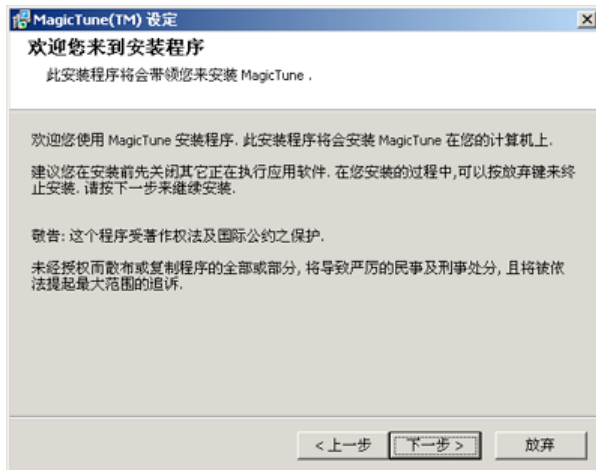 MagicTune(TM) 设定
欢迎您来到安装程序
此安装程序将会带领您来安装 MagicTune .
欢迎您使用 MagicTune 安装程序. 此安装程序将会安装 MagicTune 在您的计算机上.
建议您在安装前先关闭其它正在执行应用软件. 在您安装的过程中,可以按放弃键来终
止安装. 请按下一步来继续安装.
敬告: 这个程序受著作权法及国际公约之保护.
未经授权而散布或复制程序的全部或部分, 将导致严厉的民事及刑事处分, 且将被依
法提起最大范围的追诉.
< 上一步 下一步 > 放弃